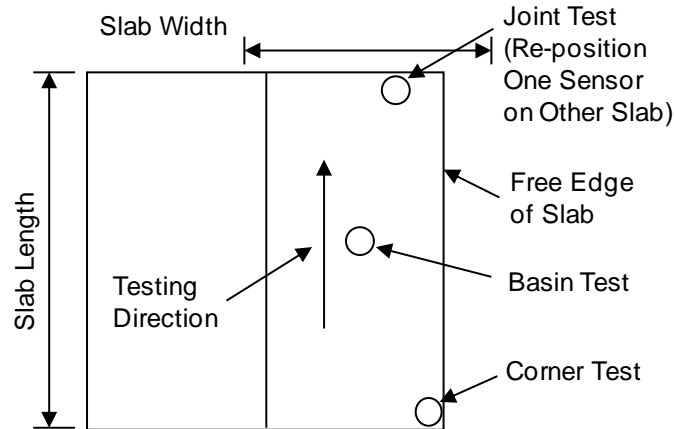 Slab Width
Joint Test
(Re-position
One Sensor
on Other Slab)
Free Edge
of Slab
Slab Length
Testing
Direction
Basin Test
Corner Test